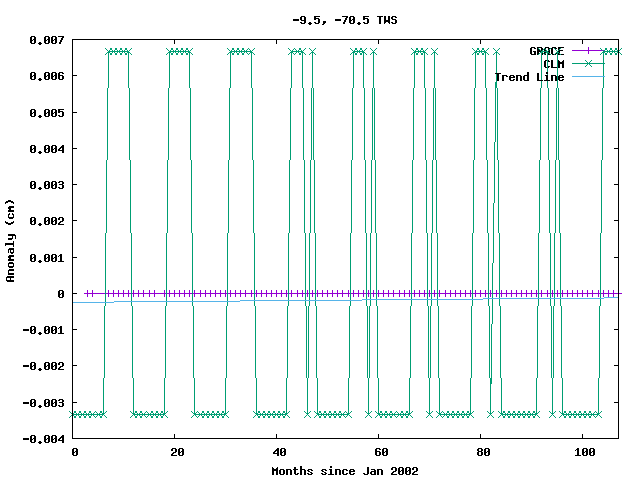 -9.5, -70.5 TWS
0.007
0.006
0.005
0.004
0.003
0.002
0.001
0
-0.001
-0.002
-0.003
-0.004
Anomaly (cm)
GRACE
CLM
Trend Line
0 20 40 60 80 100
Months since Jan 2002